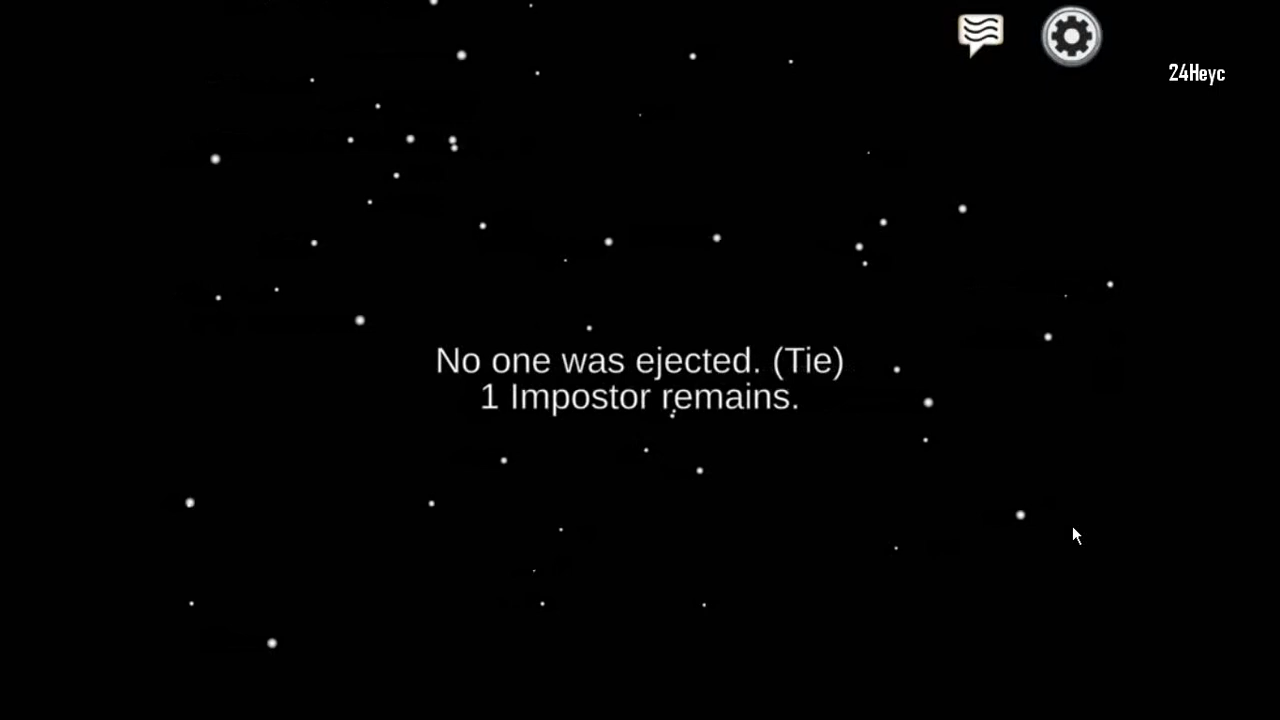 24Heyc
No one was ejected. (Tie)
1 Impostor remains.